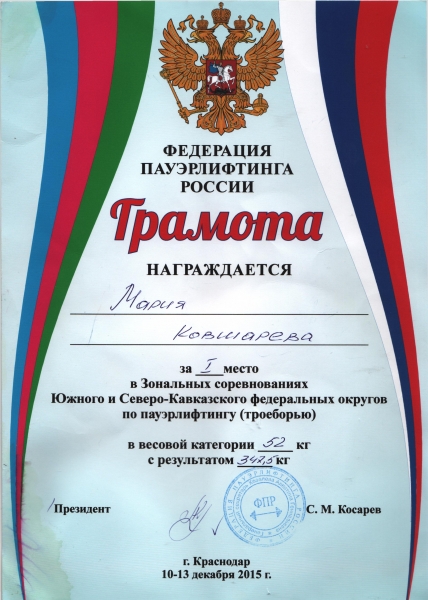 ФЕДЕРАЦИЯ
ПАУЭРЛИФТИНГА
РОССИИ
Грамота
НАГРАЖДАЕТСЯ
Мария
Ковшарева
за I место
в Зональных соревнованиях
Южного и Северо-Кавказского федеральных округов
по пауэрлифтингу (троеборью)
в весовой категории 52 кг
с результатом 342,5 кг
Президент
ФПР
С. М. Косарев
г. Краснодар
10-13 декабря 2015 г.